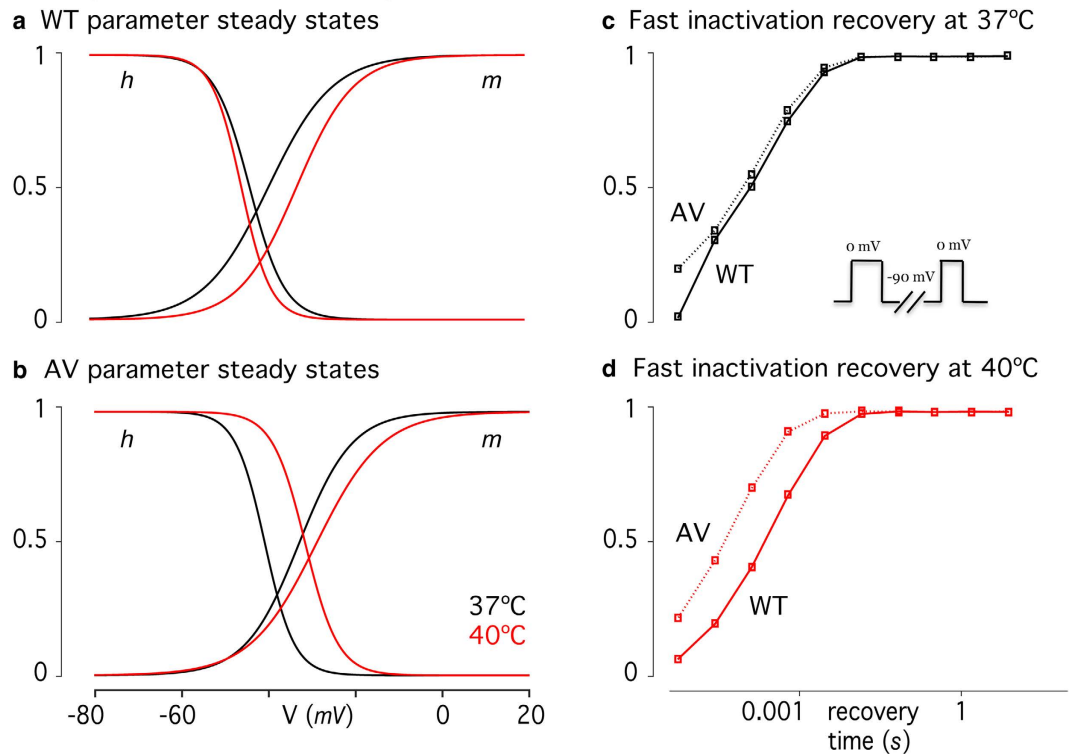 a WT parameter steady states
1
h
m
0.5
0
b AV parameter steady states
1
h
m
0.5
37ºC
40ºC
0
-80
-60
V (mV)
0
20
c Fast inactivation recovery at 37ºC
1
0.5
AV
WT
0 mV
0 mV
-90 mV
0
d Fast inactivation recovery at 40ºC
1
0.5
AV
WT
0
0.001
recovery
time (s)
1